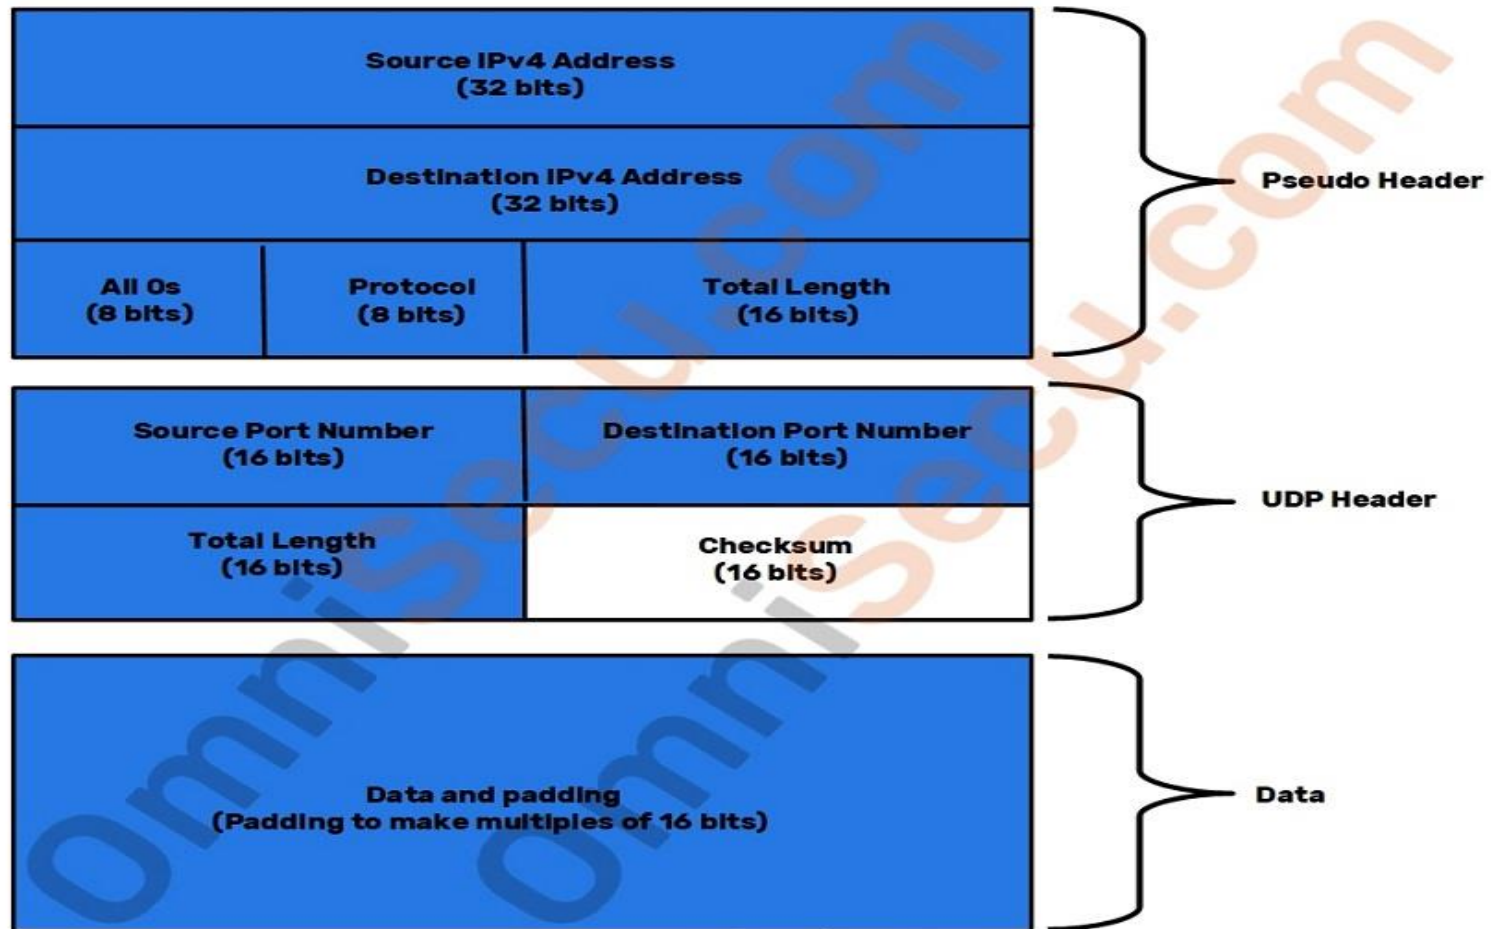 Source IPv4 Address
(32 bits)
Destination IPv4 Address
(32 bits)
All 0s
(8 bits)
Protocol
(8 bits)
Total Length
(16 bits)
Pseudo Header
Source Port Number
(16 bits)
Destination Port Number
(16 bits)
Total Length
(16 bits)
Checksum
(16 bits)
UDP Header
Data and padding
(Padding to make multiples of 16 bits)
Data
OmniSecu.com
OmniSecu.com